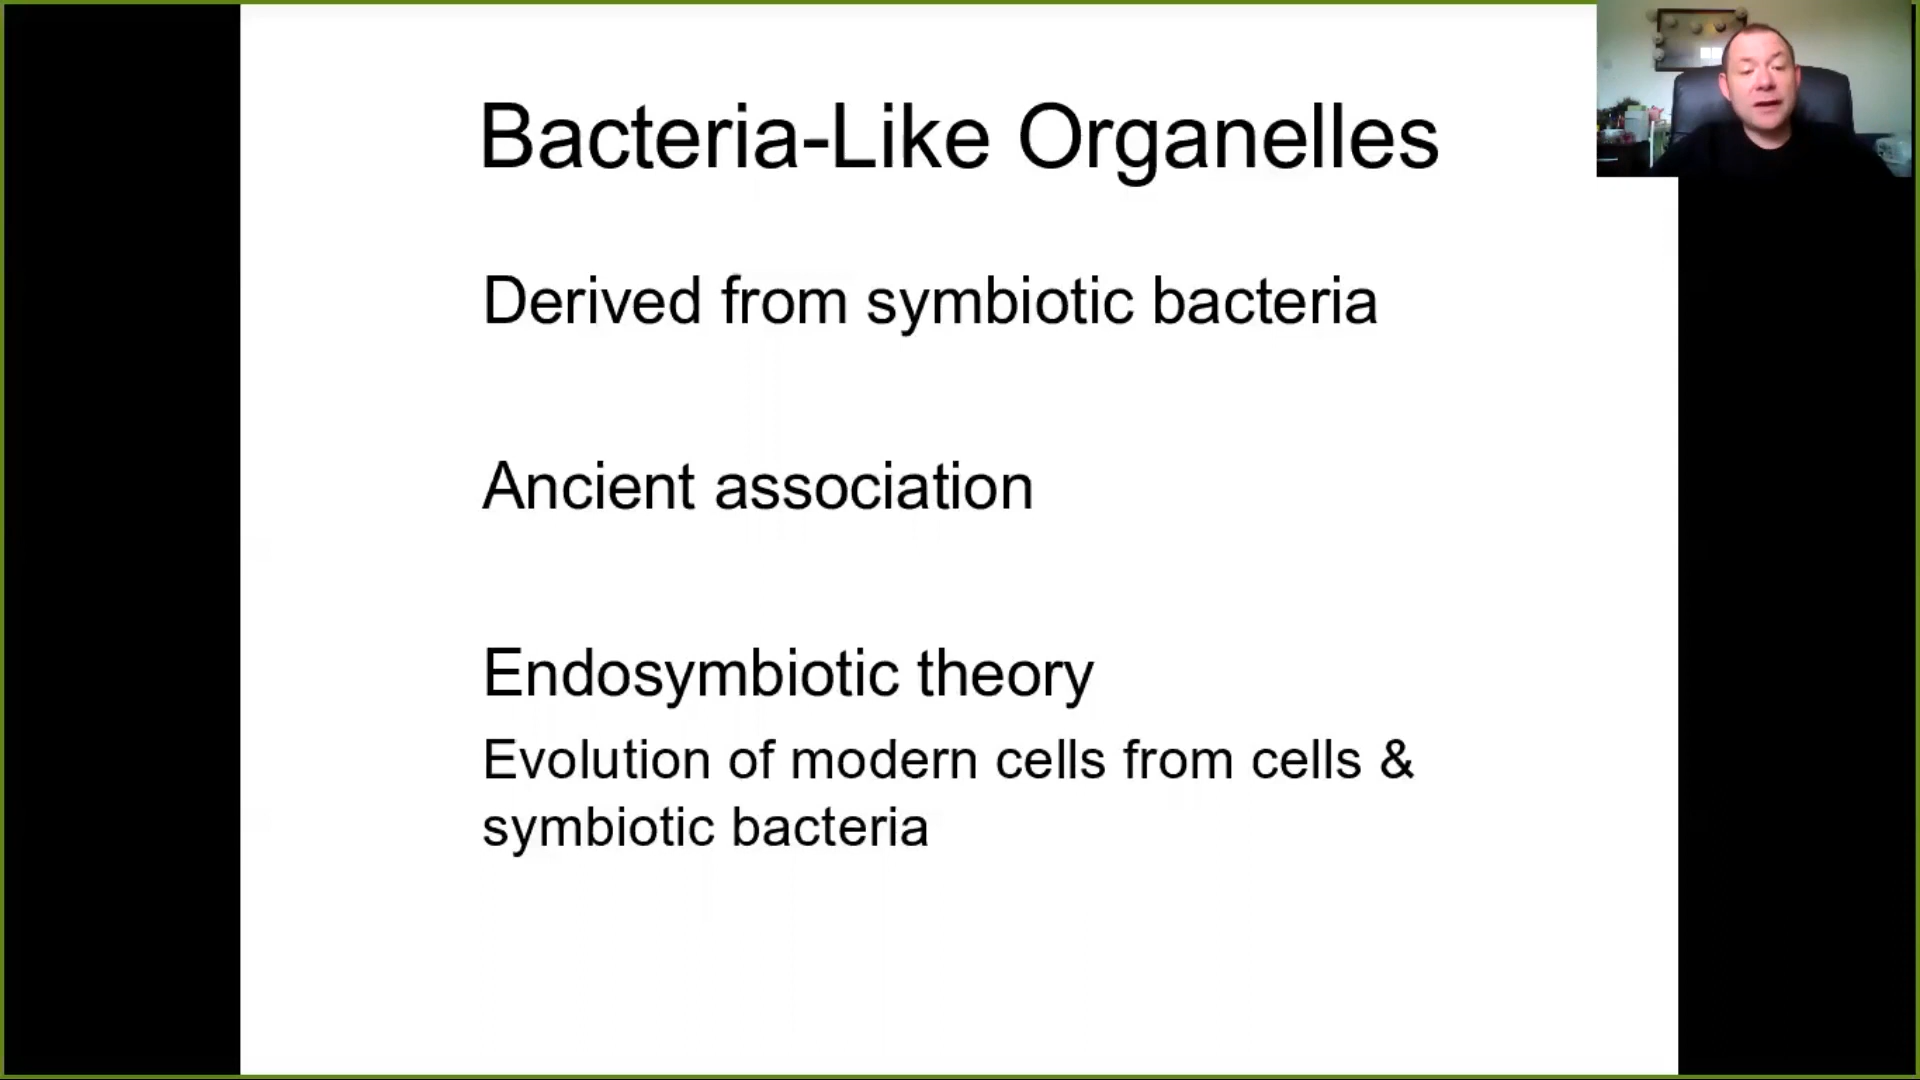 Bacteria-Like Organelles
Derived from symbiotic bacteria
Ancient association
Endosymbiotic theory
Evolution of modern cells from cells &
symbiotic bacteria